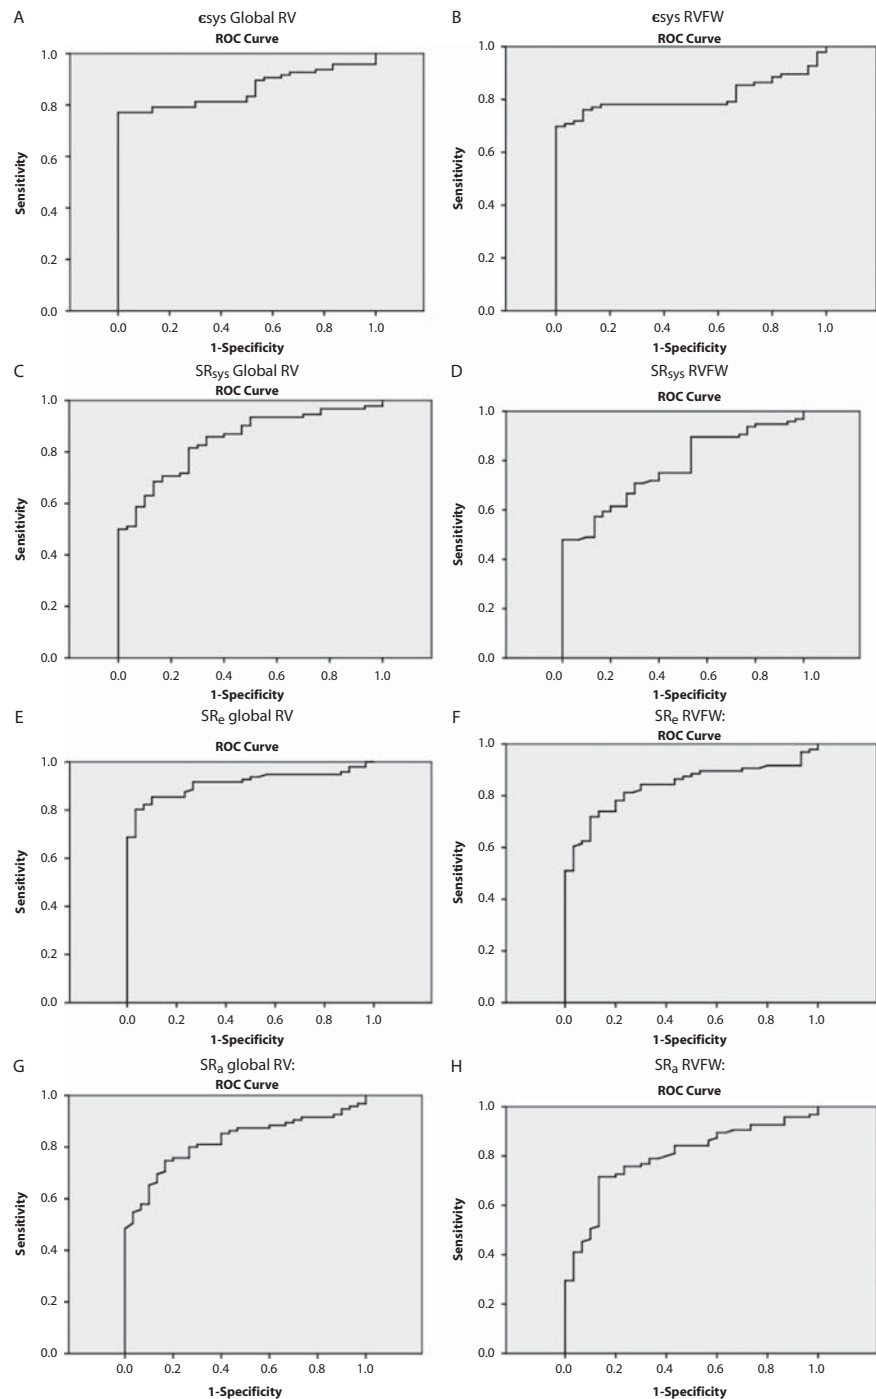 A
ϵsys Global RV
ROC Curve
1.0
0.8
0.6
0.4
0.2
0.0
Sensitivity
0.0 0.2 0.4 0.6 0.8 1.0
1-Specificity
B
ϵsys RVFW
ROC Curve
1.0
0.8
0.6
0.4
0.2
0.0
Sensitivity
0.0 0.2 0.4 0.6 0.8 1.0
1-Specificity
C
SRsys Global RV
ROC Curve
1.0
0.8
0.6
0.4
0.2
0.0
Sensitivity
0.0 0.2 0.4 0.6 0.8 1.0
1-Specificity
D
SRsys RVFW
ROC Curve
1.0
0.8
0.6
0.4
0.2
0.0
Sensitivity
0.0 0.2 0.4 0.6 0.8 1.0
1-Specificity
E
SRe global RV
ROC Curve
1.0
0.8
0.6
0.4
0.2
0.0
Sensitivity
0.0 0.2 0.4 0.6 0.8 1.0
1-Specificity
F
SRe RVFW:
ROC Curve
1.0
0.8
0.6
0.4
0.2
0.0
Sensitivity
0.0 0.2 0.4 0.6 0.8 1.0
1-Specificity
G
SRa global RV:
ROC Curve
1.0
0.8
0.6
0.4
0.2
0.0
Sensitivity
0.0 0.2 0.4 0.6 0.8 1.0
1-Specificity
H
SRa RVFW:
ROC Curve
1.0
0.8
0.6
0.4
0.2
0.0
Sensitivity
0.0 0.2 0.4 0.6 0.8 1.0
1-Specificity